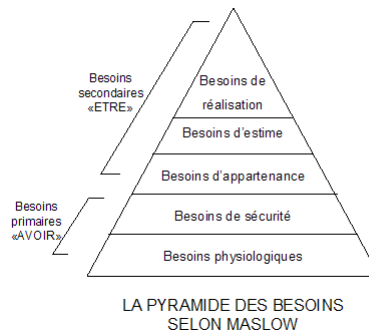 Besoins
secondaires
«ETRE»
Besoins de
réalisation
Besoins d'estime
Besoins d'appartenance
Besoins
primaires
«AVOIR»
Besoins de sécurité
Besoins physiologiques
LA PYRAMIDE DES BESOINS
SELON MASLOW